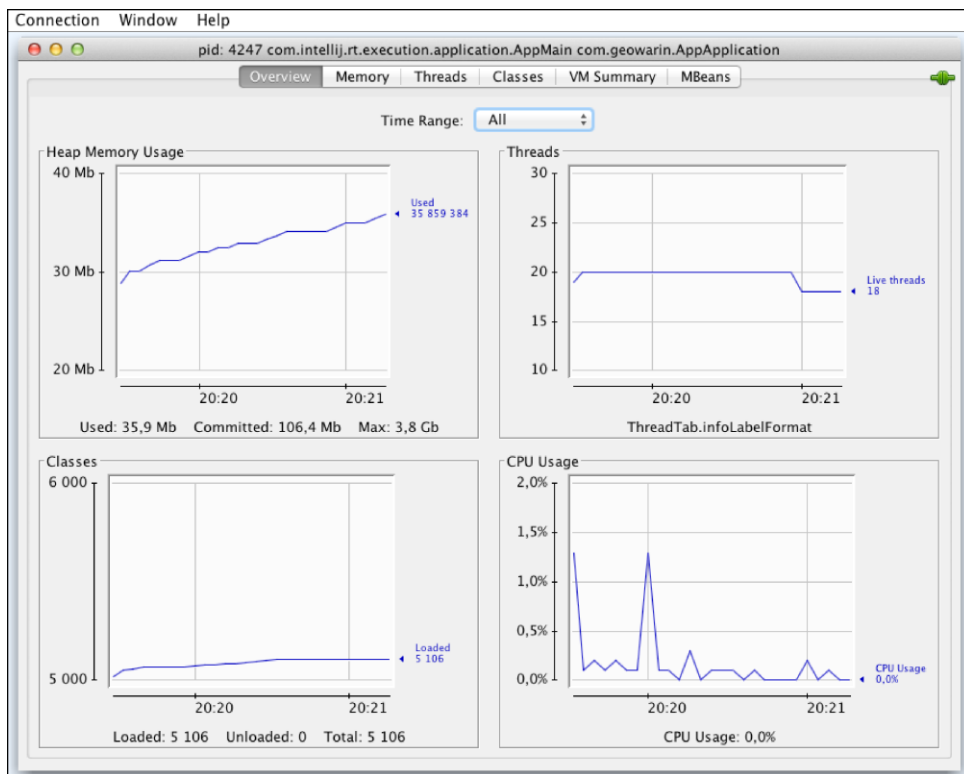 Connection Window Help
pid: 4247 com.intellij.rt.execution.application.AppMain com.geowarin.AppApplication
Overview Memory Threads Classes VM Summary MBeans
Time Range: All
Heap Memory Usage
40 Mb
30 Mb
20 Mb
Used
35 859 384
20:20 20:21
Used: 35,9 Mb Committed: 106,4 Mb Max: 3,8 Gb
Threads
30
25
20
15
10
Live threads
18
20:20 20:21
ThreadTab.infoLabelFormat
Classes
6 000
5 000
Loaded
5 106
20:20 20:21
Loaded: 5 106 Unloaded: 0 Total: 5 106
CPU Usage
2,0%
1,5%
1,0%
0,5%
0,0%
CPU Usage
0,0%
20:20 20:21
CPU Usage: 0,0%